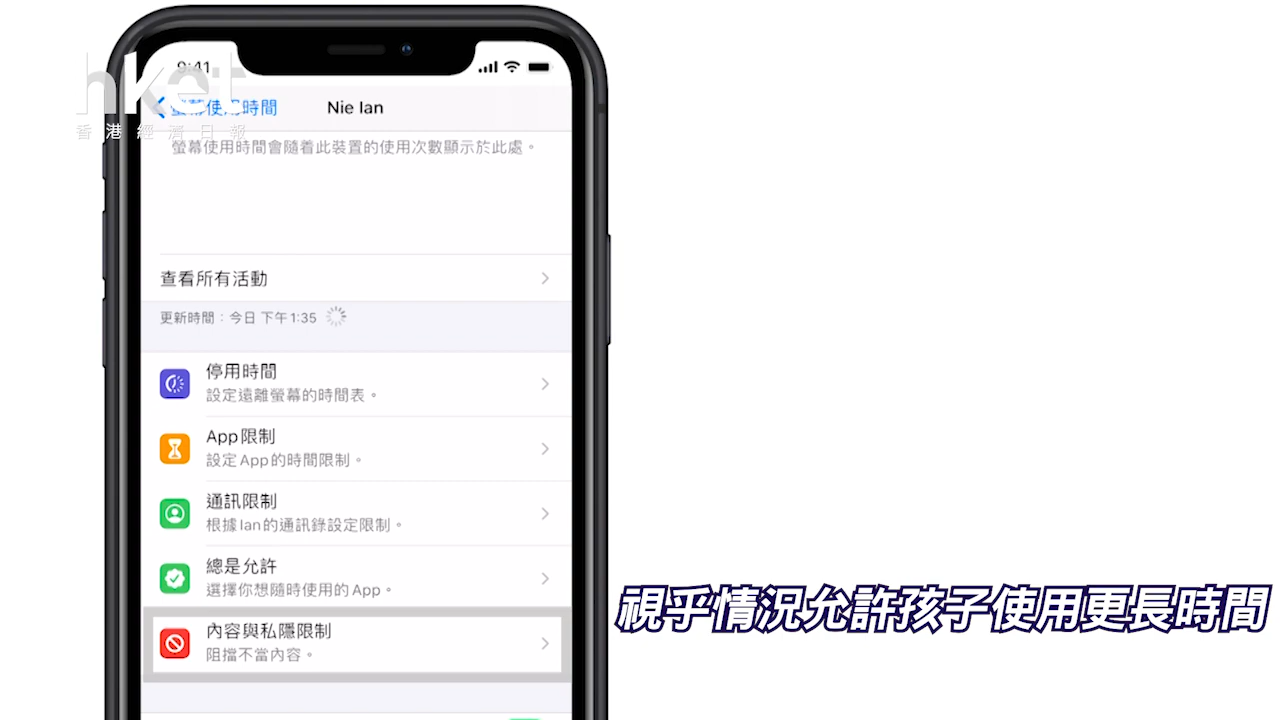 9:41
hket
香港經濟日報
螢幕使用時間
Nie Ian
螢幕使用時間會隨着此裝置的使用次數顯示於此處。
查看所有活動
更新時間：今日 下午1:35
停用時間
設定遠離螢幕的時間表。
App限制
設定App的時間限制。
通訊限制
根據Ian的通訊錄設定限制。
總是允許
選擇你想隨時使用的App。
內容與私隱限制
阻擋不當內容。
視乎情況允許孩子使用更長時間